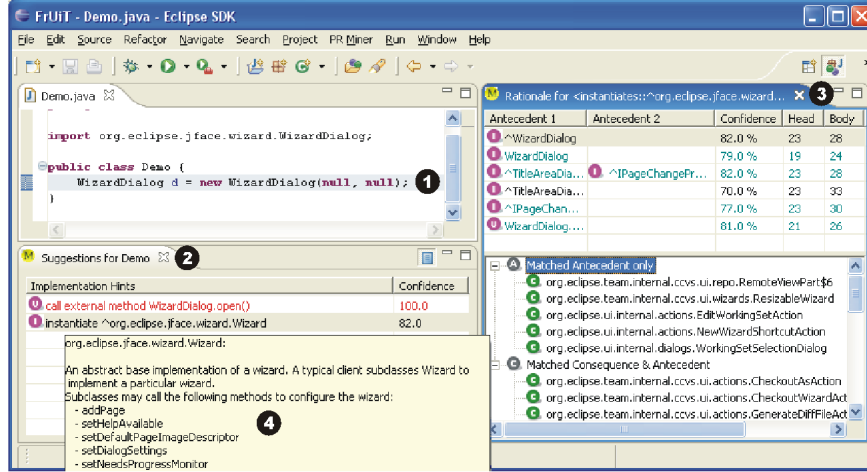 FrUiT - Demo.java - Eclipse SDK
File Edit Source Refactor Navigate Search Project PR Miner Run Window Help
Demo.java
import org.eclipse.jface.wizard.WizardDialog;
public class Demo {
WizardDialog d = new WizardDialog(null, null); 1
}
Suggestions for Demo 2
Implementation Hints Confidence
call external method WizardDialog.open() 100.0
instantiate ^org.eclipse.jface.wizard.Wizard 82.0
org.eclipse.jface.wizard.Wizard:
An abstract base implementation of a wizard. A typical client subclasses Wizard to
implement a particular wizard.
Subclasses may call the following methods to configure the wizard:
- addPage
- setHelpAvailable
- setDefaultPageImageDescriptor
- setDialogSettings
- setNeedsProgressMonitor
4
Rationale for <instantiates::^org.eclipse.jface.wizard... 3
Antecedent 1 Antecedent 2 Confidence Head Body
^WizardDialog 82.0 % 23 28
WizardDialog 79.0 % 19 24
^TitleAreaDia... ^IPageChangePr... 82.0 % 23 28
^TitleAreaDia... 70.0 % 23 33
^IPageChan... 77.0 % 23 30
WizardDialog.... 81.0 % 21 26
A Matched Antecedent only
C org.eclipse.team.internal.ccvs.ui.repo.RemoteViewPart$6
C org.eclipse.team.internal.ccvs.ui.wizards.ResizableWizard
C org.eclipse.ui.internal.actions.EditWorkingSetAction
C org.eclipse.ui.internal.actions.NewWizardShortcutAction
C org.eclipse.ui.internal.dialogs.WorkingSetSelectionDialog
C Matched Consequence & Antecedent
C org.eclipse.team.internal.ccvs.ui.actions.CheckoutAsAction
C org.eclipse.team.internal.ccvs.ui.actions.CheckoutWizardAct
C org.eclipse.team.internal.ccvs.ui.actions.GenerateDiffFileAct